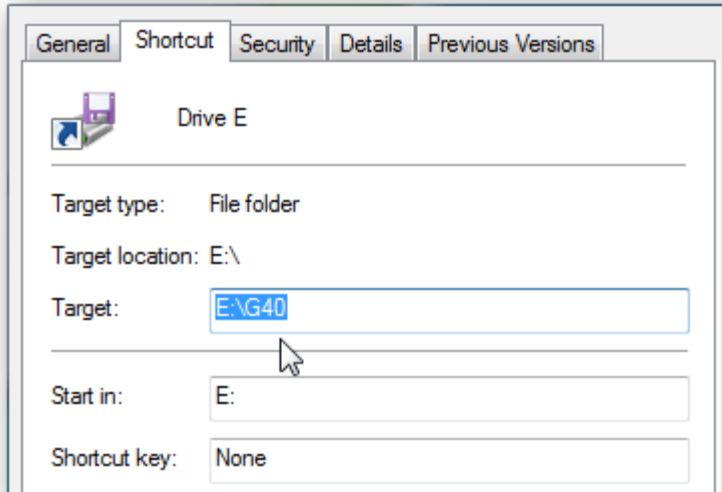 General Shortcut Security Details Previous Versions
Drive E
Target type: File folder
Target location: E:\
Target: E:\G40
Start in: E:
Shortcut key: None